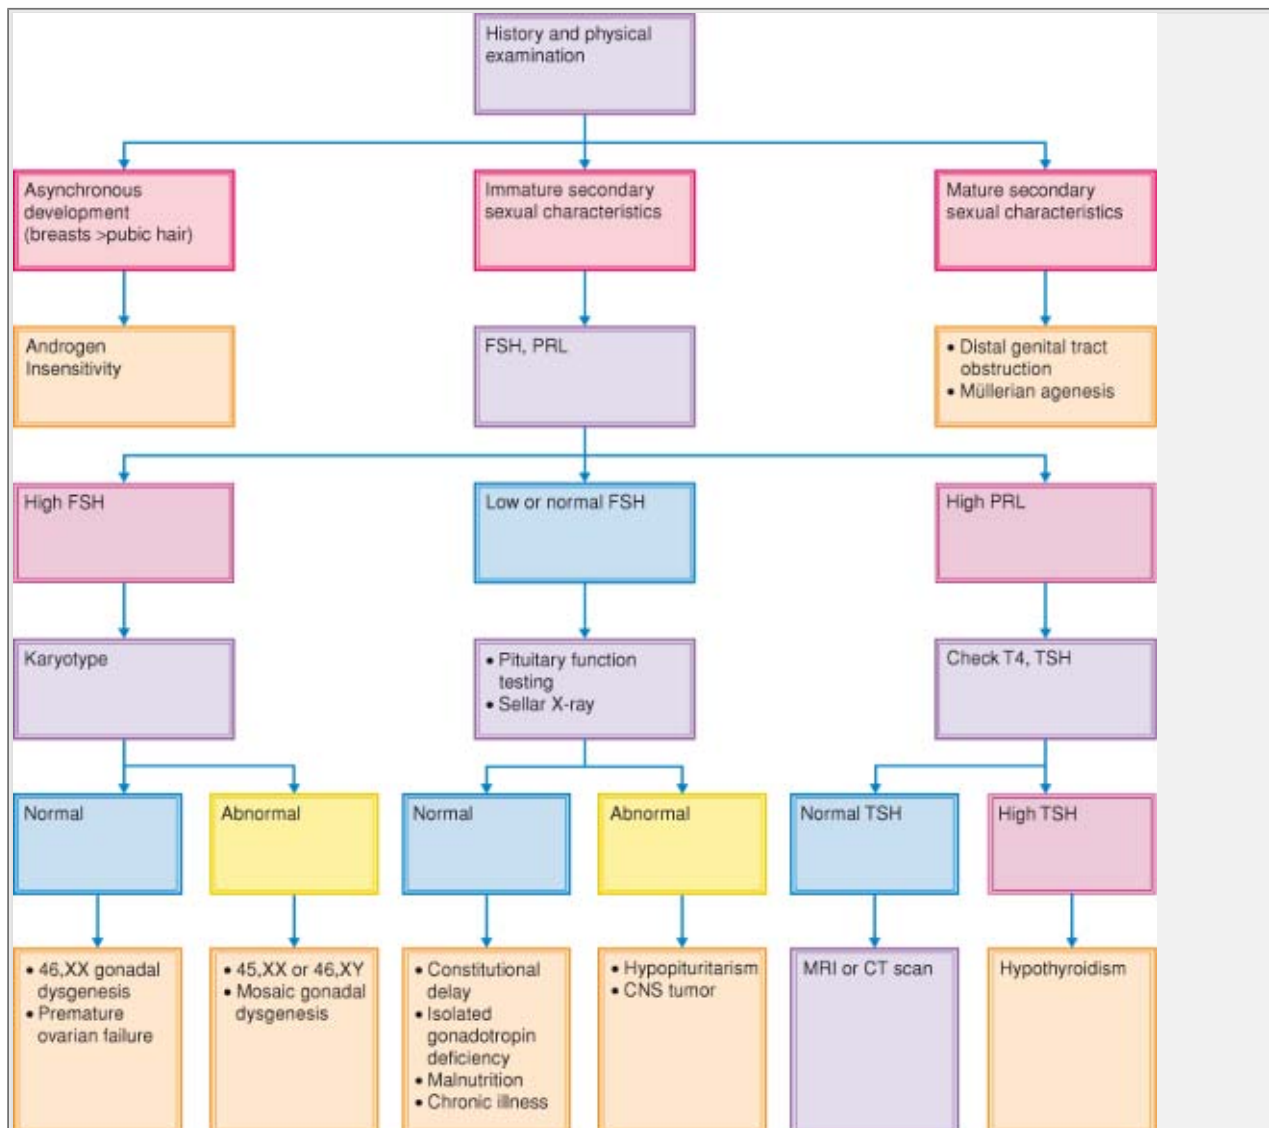 History and physical
examination
Asynchronous
development
(breasts >pubic hair)
Immature secondary
sexual characteristics
Mature secondary
sexual characteristics
Androgen
Insensitivity
FSH, PRL
• Distal genital tract
obstruction
• Müllerian agenesis
High FSH
Low or normal FSH
High PRL
Karyotype
• Pituitary function
testing
• Sellar X-ray
Check T4, TSH
Normal
Abnormal
Normal
Abnormal
Normal TSH
High TSH
• 46,XX gonadal
dysgenesis
• Premature
ovarian failure
• 45,XX or 46,XY
• Mosaic gonadal
dysgenesis
• Constitutional
delay
• Isolated
gonadotropin
deficiency
• Malnutrition
• Chronic illness
• Hypopituritarism
• CNS tumor
MRI or CT scan
Hypothyroidism